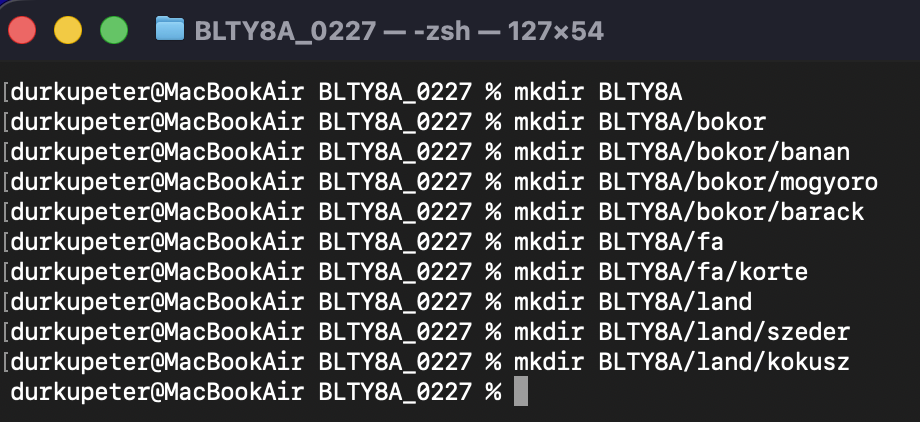 BLTY8A_0227 — -zsh — 127×54
[durkupeter@MacBookAir BLTY8A_0227 % mkdir BLTY8A
[durkupeter@MacBookAir BLTY8A_0227 % mkdir BLTY8A/bokor
[durkupeter@MacBookAir BLTY8A_0227 % mkdir BLTY8A/bokor/banan
[durkupeter@MacBookAir BLTY8A_0227 % mkdir BLTY8A/bokor/mogyoro
[durkupeter@MacBookAir BLTY8A_0227 % mkdir BLTY8A/bokor/barack
[durkupeter@MacBookAir BLTY8A_0227 % mkdir BLTY8A/fa
[durkupeter@MacBookAir BLTY8A_0227 % mkdir BLTY8A/fa/korte
[durkupeter@MacBookAir BLTY8A_0227 % mkdir BLTY8A/land
[durkupeter@MacBookAir BLTY8A_0227 % mkdir BLTY8A/land/szeder
[durkupeter@MacBookAir BLTY8A_0227 % mkdir BLTY8A/land/kokusz
durkupeter@MacBookAir BLTY8A_0227 %